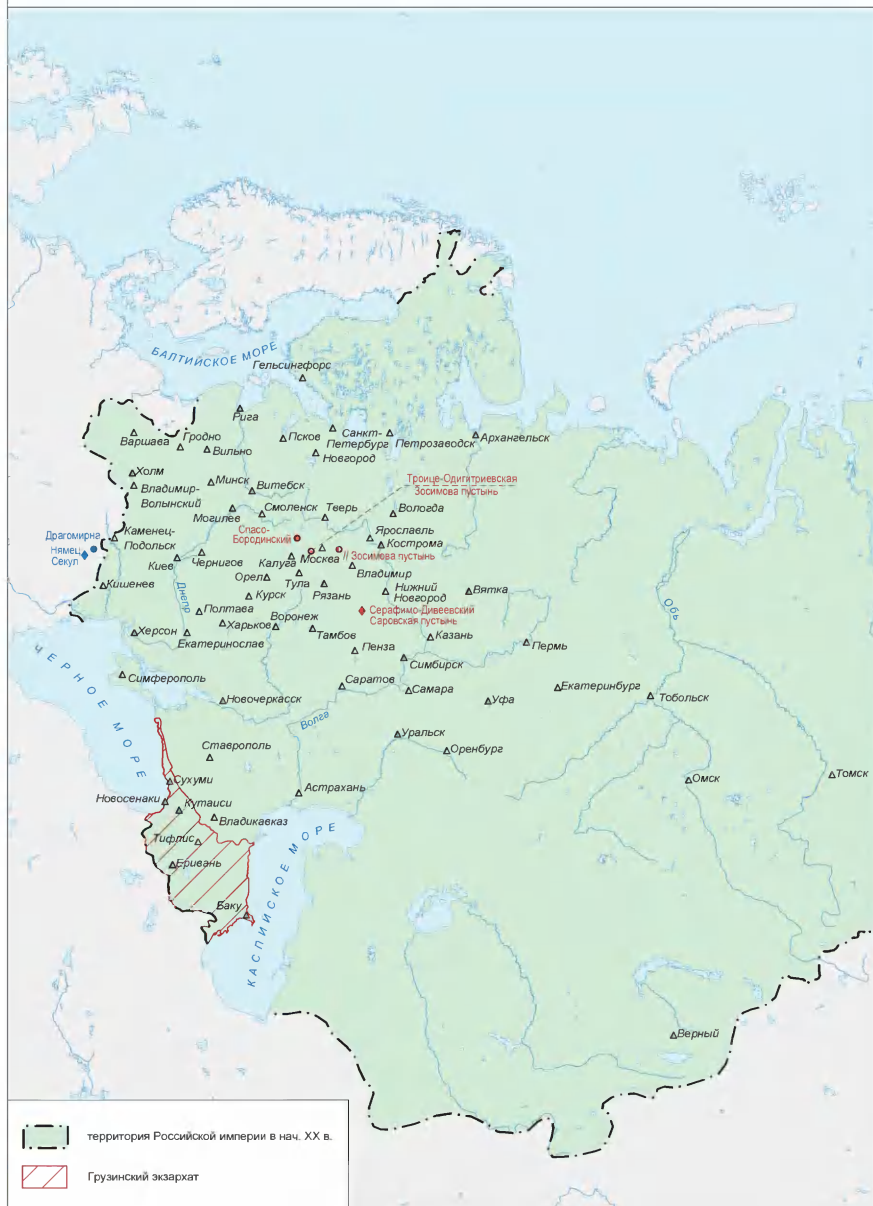 БАЛТИЙСКОЕ МОРЕ
Гельсингфорс
Рига
Варшава
Гродно
Вильно
Псков
Санкт-
Петербург
Петрозаводск
Архангельск
Новгород
Холм
Владимир-
Волынский
Минск
Витебск
Троице-Одигитриевская
Зосимова пустынь
Могилев
Смоленск
Тверь
Вологда
Спасо-
Бородинский
Ярославль
Кострома
Драгомирна
Нямец
Секул
Каменец-
Подольск
Киев
Чернигов
Калуга
Москва
II Зосимова пустынь
Владимир
Кишенев
Днепр
Орел
Тула
Рязань
Нижний
Новгород
Вятка
Обь
Курск
Серафимо-Дивеевский
Саровская пустынь
Полтава
Харьков
Воронеж
Тамбов
Казань
Пермь
Херсон
Екатеринослав
Пенза
Симбирск
ЧЕРНОЕ МОРЕ
Симферополь
Новочеркасск
Саратов
Самара
Уфа
Екатеринбург
Тобольск
Волга
Уральск
Оренбург
Ставрополь
Сухуми
Астрахань
Омск
Томск
Новосенаки
Кутаиси
Владикавказ
Тифлис
Еривань
КАСПИЙСКОЕ МОРЕ
Баку
Верный
территория Российской империи в нач. XX в.
Грузинский экзархат